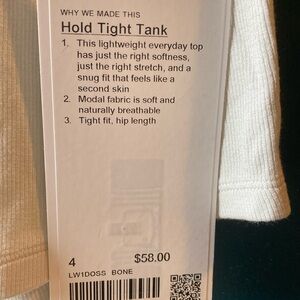 WHY WE MADE THIS
Hold Tight Tank
1. This lightweight everyday top
has just the right softness,
just the right stretch, and a
snug fit that feels like a
second skin
2. Modal fabric is soft and
naturally breathable
3. Tight fit, hip length
4 $58.00
LW1DOSS BONE